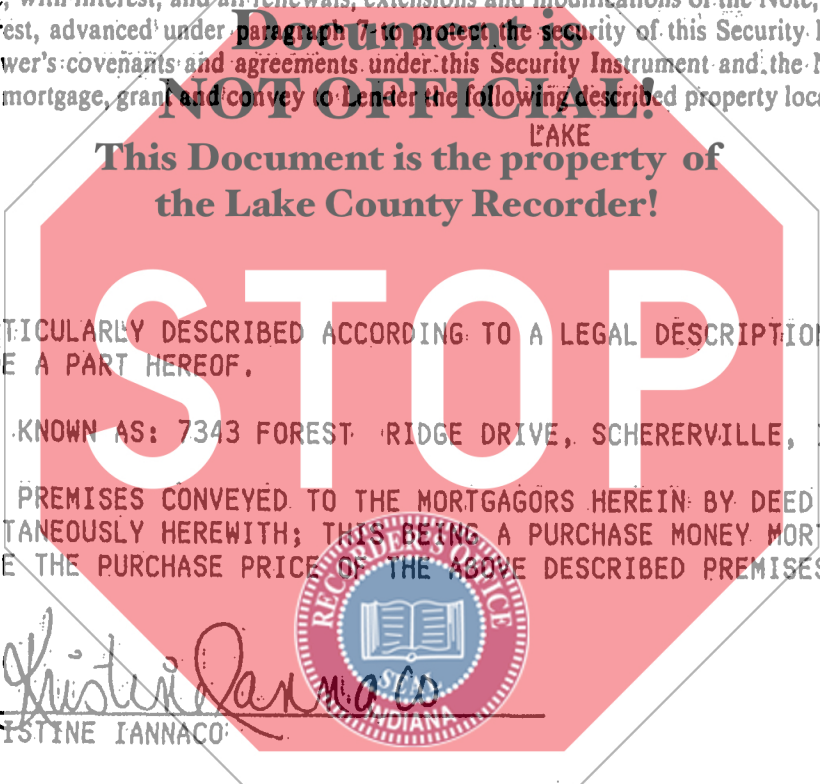 , with interest, and all renewals, extensions and modifications of the Note,
Document is
est, advanced under paragraph 7 to protect the security of this Security
wer's covenants and agreements under this Security Instrument and the
NOT OFFICIAL!
mortgage, grant and convey to Lender the following described property loca
LAKE
This Document is the property of
the Lake County Recorder!
STOP
TICULARLY DESCRIBED ACCORDING TO A LEGAL DESCRIPTION
E A PART HEREOF.
KNOWN AS: 7343 FOREST RIDGE DRIVE, SCHERERVILLE,
PREMISES CONVEYED TO THE MORTGAGORS HEREIN BY DEED
TANEOUSLY HEREWITH; THIS BEING A PURCHASE MONEY MOR
E THE PURCHASE PRICE OF THE ABOVE DESCRIBED PREMISES
RECORDER'S OFFICE
SEAL
INDIANA
Kristine Iannaco
ISTINE IANNACO